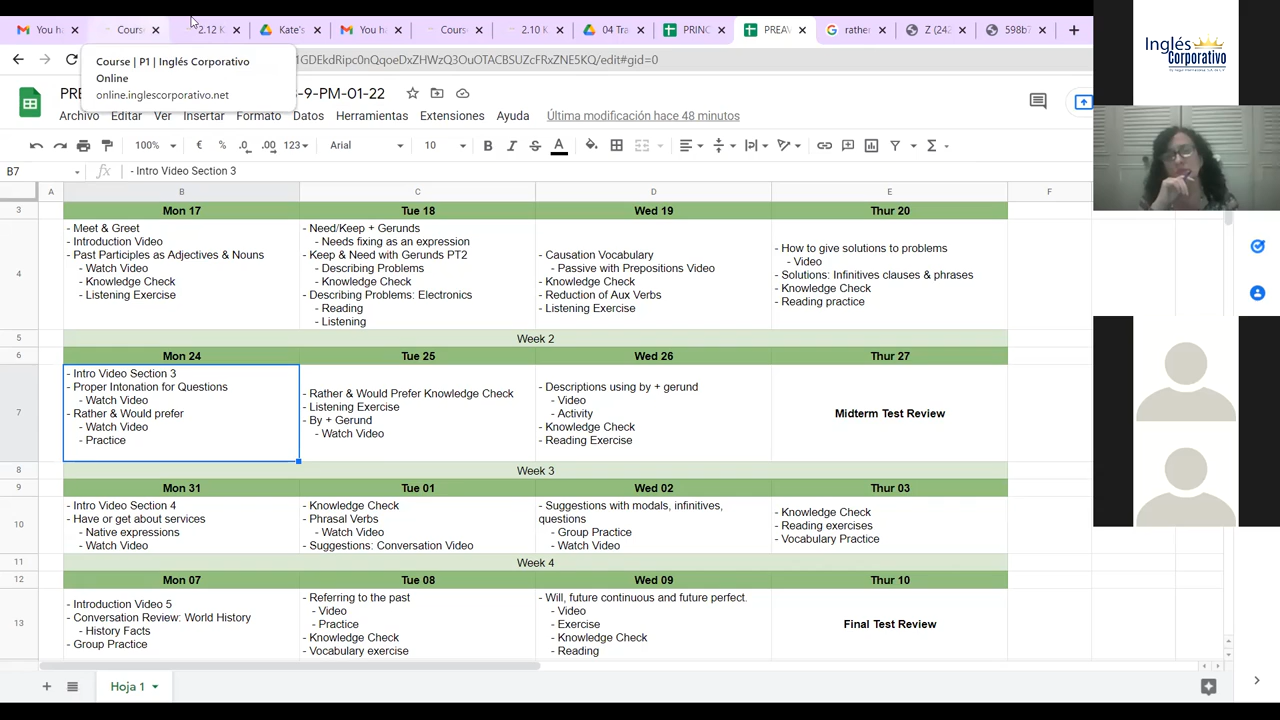 You h
Cours
2.12 K
Kate's
You h
Cours
2.10 K
04 Tra
PRINC
PREAV
rather
Z (24
598b7
Course | P1 | Inglés Corporativo
Online
online.inglescorporativo.net
1GDEkdRipc0nQqoeDxZHWzQ3OuOTACB5UZcFRxZNE5KQ/edit#gid=0
PRE
-9-PM-01-22
Archivo
Editar
Ver
Insertar
Formato
Datos
Herramie
Extensiones
Ayuda
Última modificación hace 48 minutos
100%
€
%
.0
.00
123
Arial
10
B
I
S
A
B7
fx
- Intro Video Section 3
A
B
C
D
E
F
3
Mon 17
Tue 18
Wed 19
Thur 20
4
- Meet & Greet
- Introduction Video
- Past Participles as Adjectives & Nouns
- Watch Video
- Knowledge Check
- Listening Exercise
- Need/Keep + Gerunds
- Needs fixing as an expression
- Keep & Need with Gerunds PT2
- Describing Problems
- Knowledge Check
- Describing Problems: Electronics
- Reading
- Listening
- Causation Vocabulary
- Passive with Prepositions Video
- Knowledge Check
- Reduction of Aux Verbs
- Listening Exercise
- How to give solutions to problems
- Video
- Solutions: Infinitives clauses & phrases
- Knowledge Check
- Reading practice
5
Week 2
6
Mon 24
Tue 25
Wed 26
Thur 27
7
- Intro Video Section 3
- Proper Intonation for Questions
- Watch Video
- Rather & Would prefer
- Watch Video
- Practice
- Rather & Would Prefer Knowledge Check
- Listening Exercise
- By + Gerund
- Watch Video
- Descriptions using by + gerund
- Video
- Activity
- Knowledge Check
- Reading Exercise
Midterm Test Review
8
Week 3
9
Mon 31
Tue 01
Wed 02
Thur 03
10
- Intro Video Section 4
- Have or get about services
- Native expressions
- Watch Video
- Knowledge Check
- Phrasal Verbs
- Watch Video
- Suggestions: Conversation Video
- Suggestions with modals, infinitives,
questions
- Group Practice
- Watch Video
- Knowledge Check
- Reading exercises
- Vocabulary Practice
11
Week 4
12
Mon 07
Tue 08
Wed 09
Thur 10
13
- Introduction Video 5
- Conversation Review: World History
- History Facts
- Group Practice
- Referring to the past
- Video
- Practice
- Knowledge Check
- Vocabulary exercise
- Will, future continuous and future perfect.
- Video
- Exercise
- Knowledge Check
- Reading
Final Test Review
Hoja 1
Inglés
Corporativo